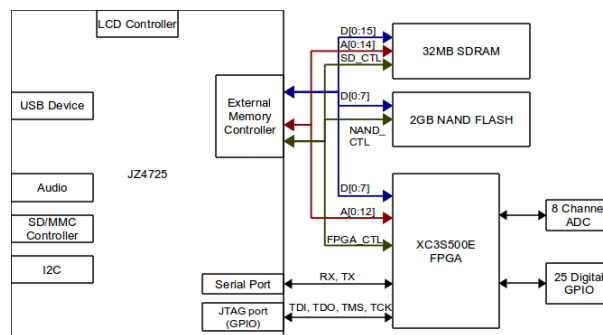 LCD Controller
D[0:15]
A[0:14]
SD_CTL
32MB SDRAM
USB Device
External
Memory
Controller
D[0:7]
2GB NAND FLASH
NAND_
CTL
JZ4725
Audio
SD/MMC
Controller
I2C
D[0:7]
A[0:12]
FPGA_CTL
XC3S500E
FPGA
8 Channel
ADC
25 Digital
GPIO
Serial Port
RX, TX
JTAG port
(GPIO)
TDI, TDO, TMS, TCK